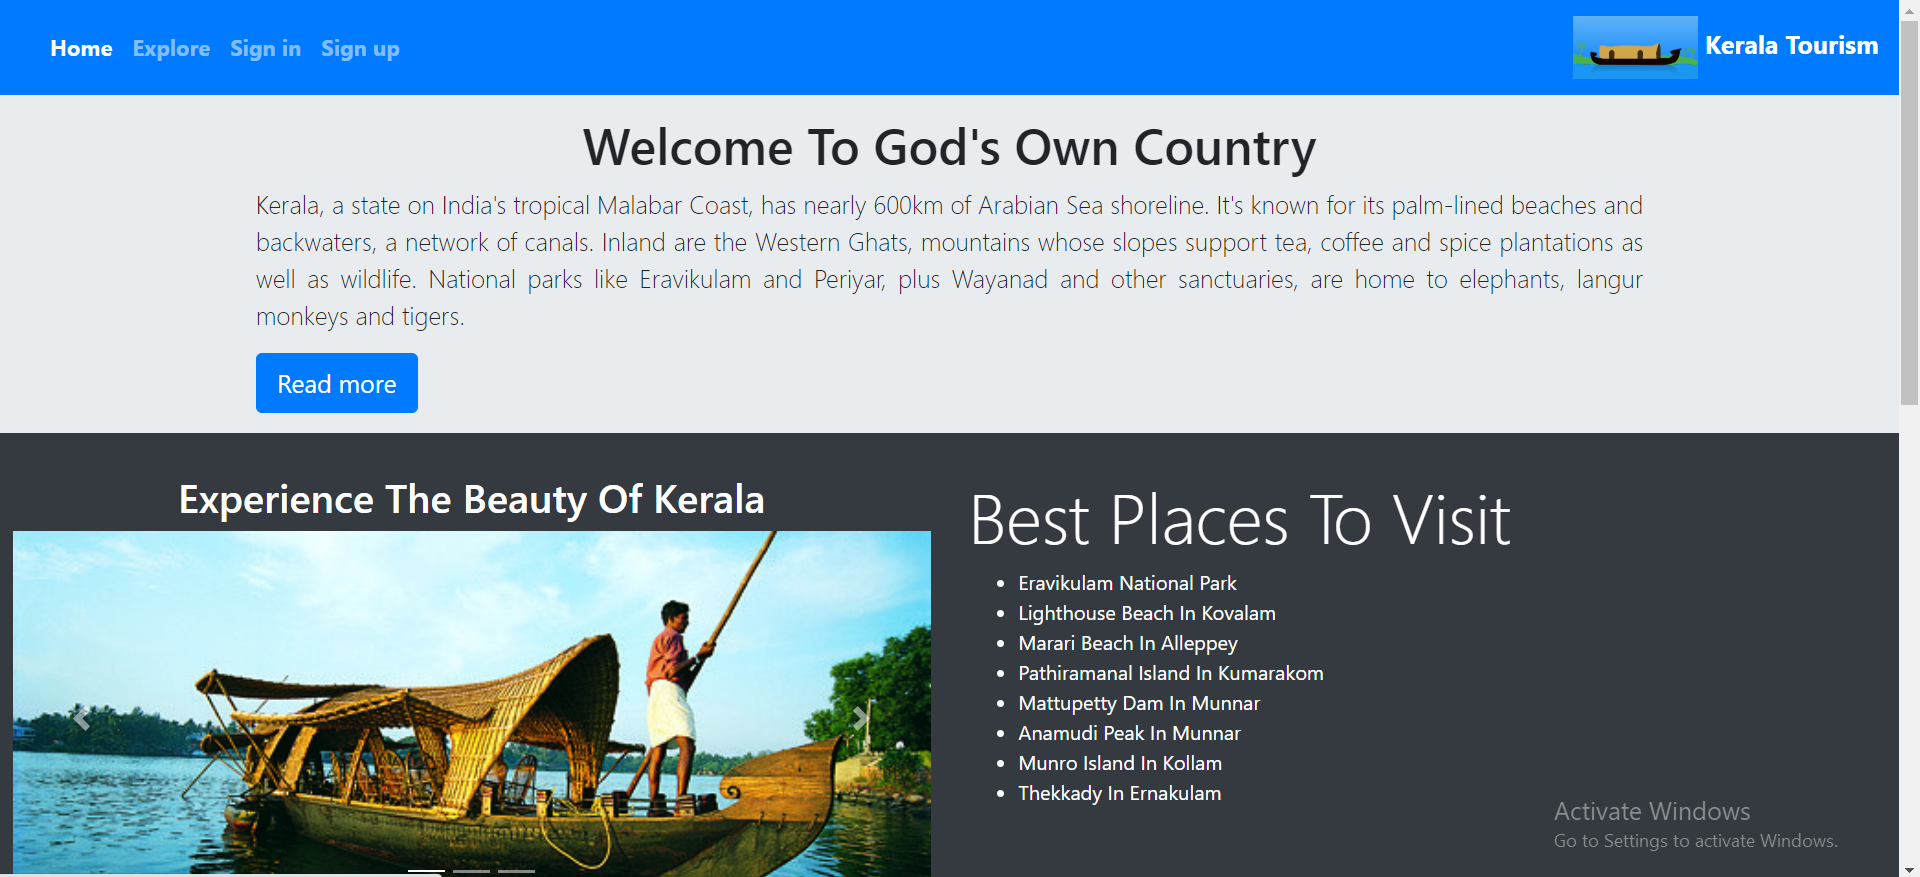 Home Explore Sign in Sign up
Kerala Tourism
Welcome To God's Own Country
Kerala, a state on India's tropical Malabar Coast, has nearly 600km of Arabian Sea shoreline. It's known for its palm-lined beaches and
backwaters, a network of canals. Inland are the Western Ghats, mountains whose slopes support tea, coffee and spice plantations as
well as wildlife. National parks like Eravikulam and Periyar, plus Wayanad and other sanctuaries, are home to elephants, langur
monkeys and tigers.
Read more
Experience The Beauty Of Kerala
Best Places To Visit
Eravikulam National Park
Lighthouse Beach In Kovalam
Marari Beach In Alleppey
Pathiramanal Island In Kumarakom
Mattupetty Dam In Munnar
Anamudi Peak In Munnar
Munro Island In Kollam
Thekkady In Ernakulam
Activate Windows
Go to Settings to activate Windows.